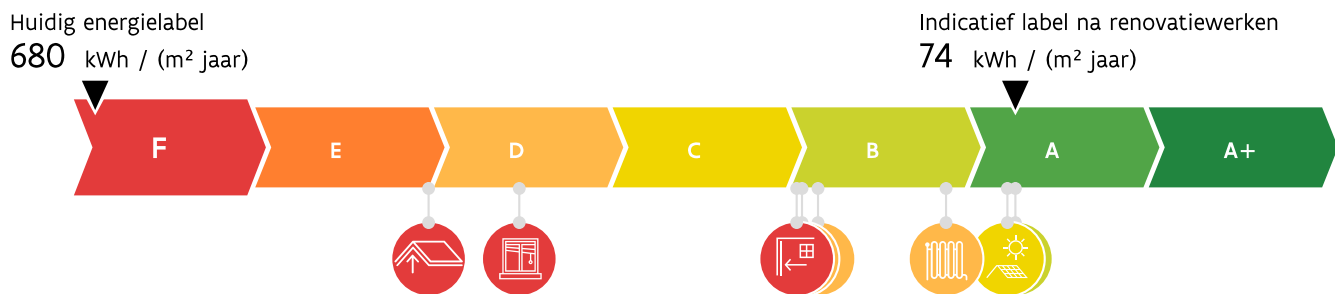 Huidig energielabel
680 kWh / (m² jaar)
Indicatief label na renovatiewerken
74 kWh / (m² jaar)
F E D C B A A+